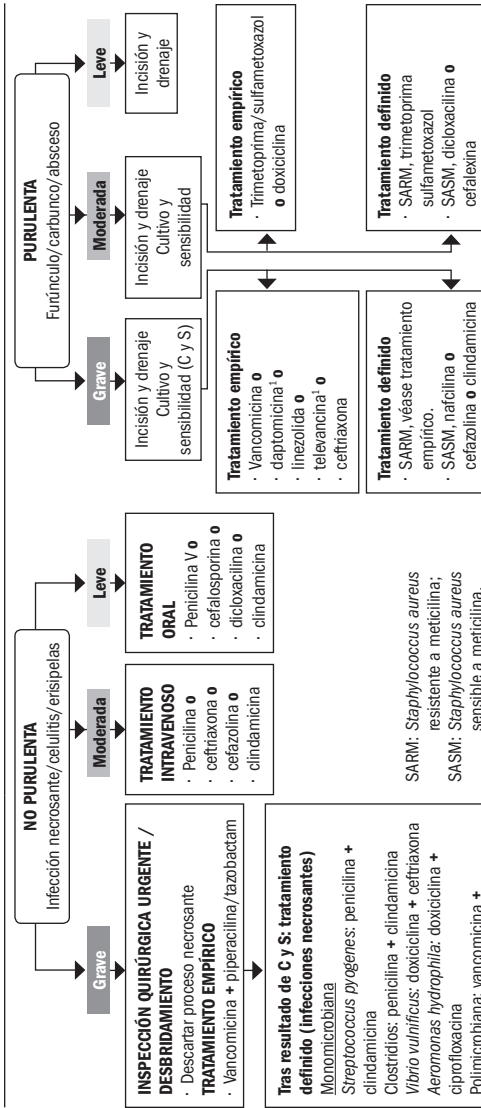 NO PURULENTA
Infección necrosante/celulitis/erisipelas
Grave
Moderada
Leve
INSPECCIÓN QUIRÚRGICA URGENTE /
DESBRIDAMIENTO
· Descartar proceso necrosante
TRATAMIENTO EMPÍRICO
· Vancomicina + piperacilina/tazobactam
TRATAMIENTO
INTRAVENOSO
· Penicilina o
· ceftriaxona o
· cefazolina o
· clindamicina
TRATAMIENTO
ORAL
· Penicilina V o
· cefalosporina o
· dicloxacilina o
· clindamicina
Tras resultado de C y S: tratamiento
definido (infecciones necrosantes)
Monomicrobiana
Streptococcus pyogenes: penicilina +
clindamicina
Clostridios: penicilina + clindamicina
Vibrio vulnificus: doxiciclina + ceftriaxona
Aeromonas hydrophila: doxiciclina +
ciprofloxacina
Polimicrobiana: vancomicina +
SARM: Staphylococcus aureus
resistente a meticilina;
SASM: Staphylococcus aureus
sensible a meticilina.
PURULENTA
Furúnculo/carbunco/absceso
Grave
Moderada
Leve
Incisión y drenaje
Cultivo y
sensibilidad (C y S)
Incisión y drenaje
Cultivo y
sensibilidad
Incisión y
drenaje
Tratamiento empírico
· Vancomicina o
· daptomicina¹ o
· linezolida o
· televancina¹ o
· ceftriaxona
Tratamiento empírico
· Trimetoprima/sulfametoxazol
o doxiciclina
Tratamiento definido
· SARM, véase tratamiento
empírico.
· SASM, nafcilina o
cefazolina o clindamicina
Tratamiento definido
· SARM, trimetoprima
sulfametoxazol
· SASM, dicloxacilina o
cefalexina